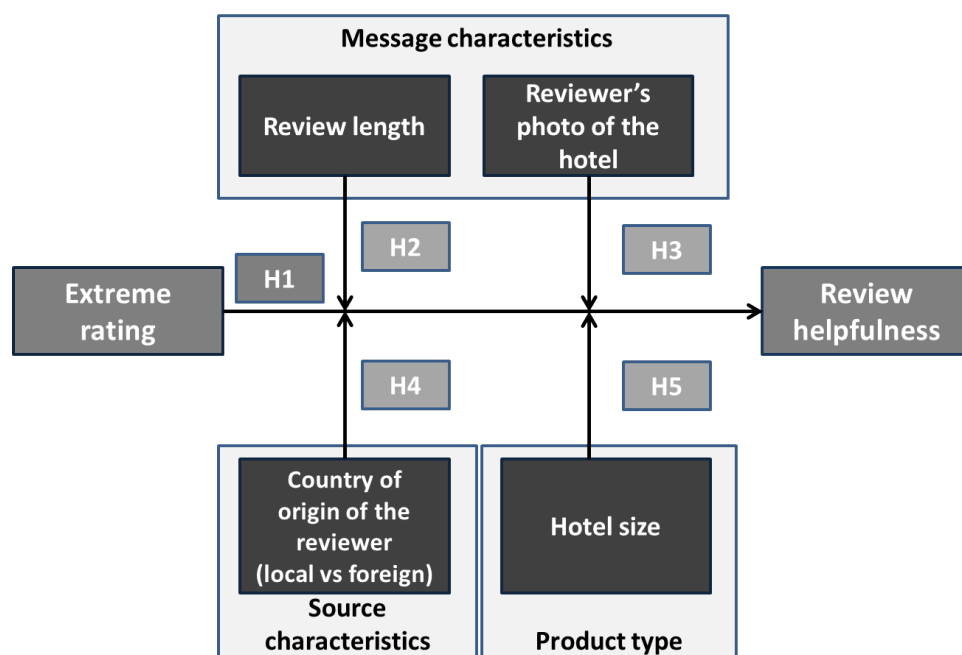 Message characteristics
Review length
Reviewer's
photo of the
hotel
H2
H3
H1
Extreme
rating
Review
helpfulness
H4
H5
Country of
origin of the
reviewer
(local vs foreign)
Hotel size
Source
characteristics
Product type